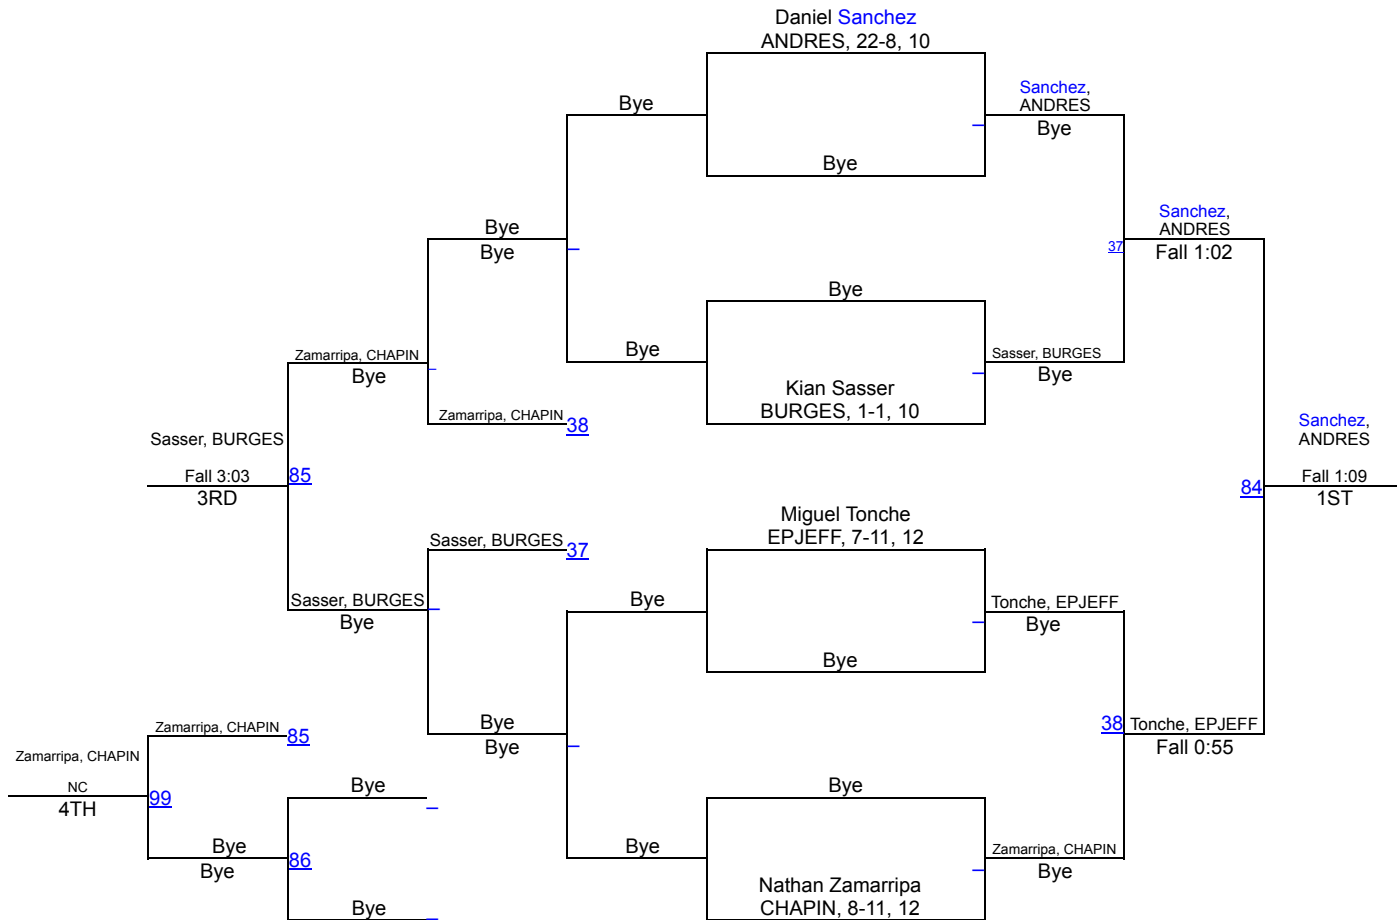 Daniel Sanchez
ANDRES, 22-8, 10
Bye
Sanchez,
ANDRES
Bye
Bye
Sanchez,
ANDRES
37
Fall 1:02
Bye
Bye
Bye
Bye
Sasser, BURGES
Bye
Kian Sasser
BURGES, 1-1, 10
Zamarripa, CHAPIN
Bye
Zamarripa, CHAPIN
38
Sasser, BURGES
Fall 3:03
85
3RD
Sanchez,
ANDRES
84
Fall 1:09
1ST
Miguel Tonche
EPJEFF, 7-11, 12
Sasser, BURGES
37
Sasser, BURGES
Bye
Bye
Tonche, EPJEFF
Bye
Bye
Bye
Bye
38
Tonche, EPJEFF
Fall 0:55
Zamarripa, CHAPIN
85
Zamarripa, CHAPIN
NC
99
4TH
Bye
Bye
Bye
Bye
86
Bye
Bye
Zamarripa, CHAPIN
Bye
Nathan Zamarripa
CHAPIN, 8-11, 12